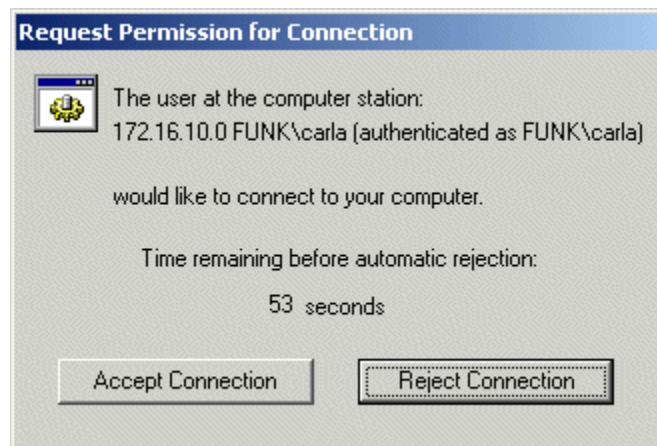 Request Permission for Connection
The user at the computer station:
172.16.10.0 FUNK\carla (authenticated as FUNK\carla)
would like to connect to your computer.
Time remaining before automatic rejection:
53 seconds
Accept Connection
Reject Connection